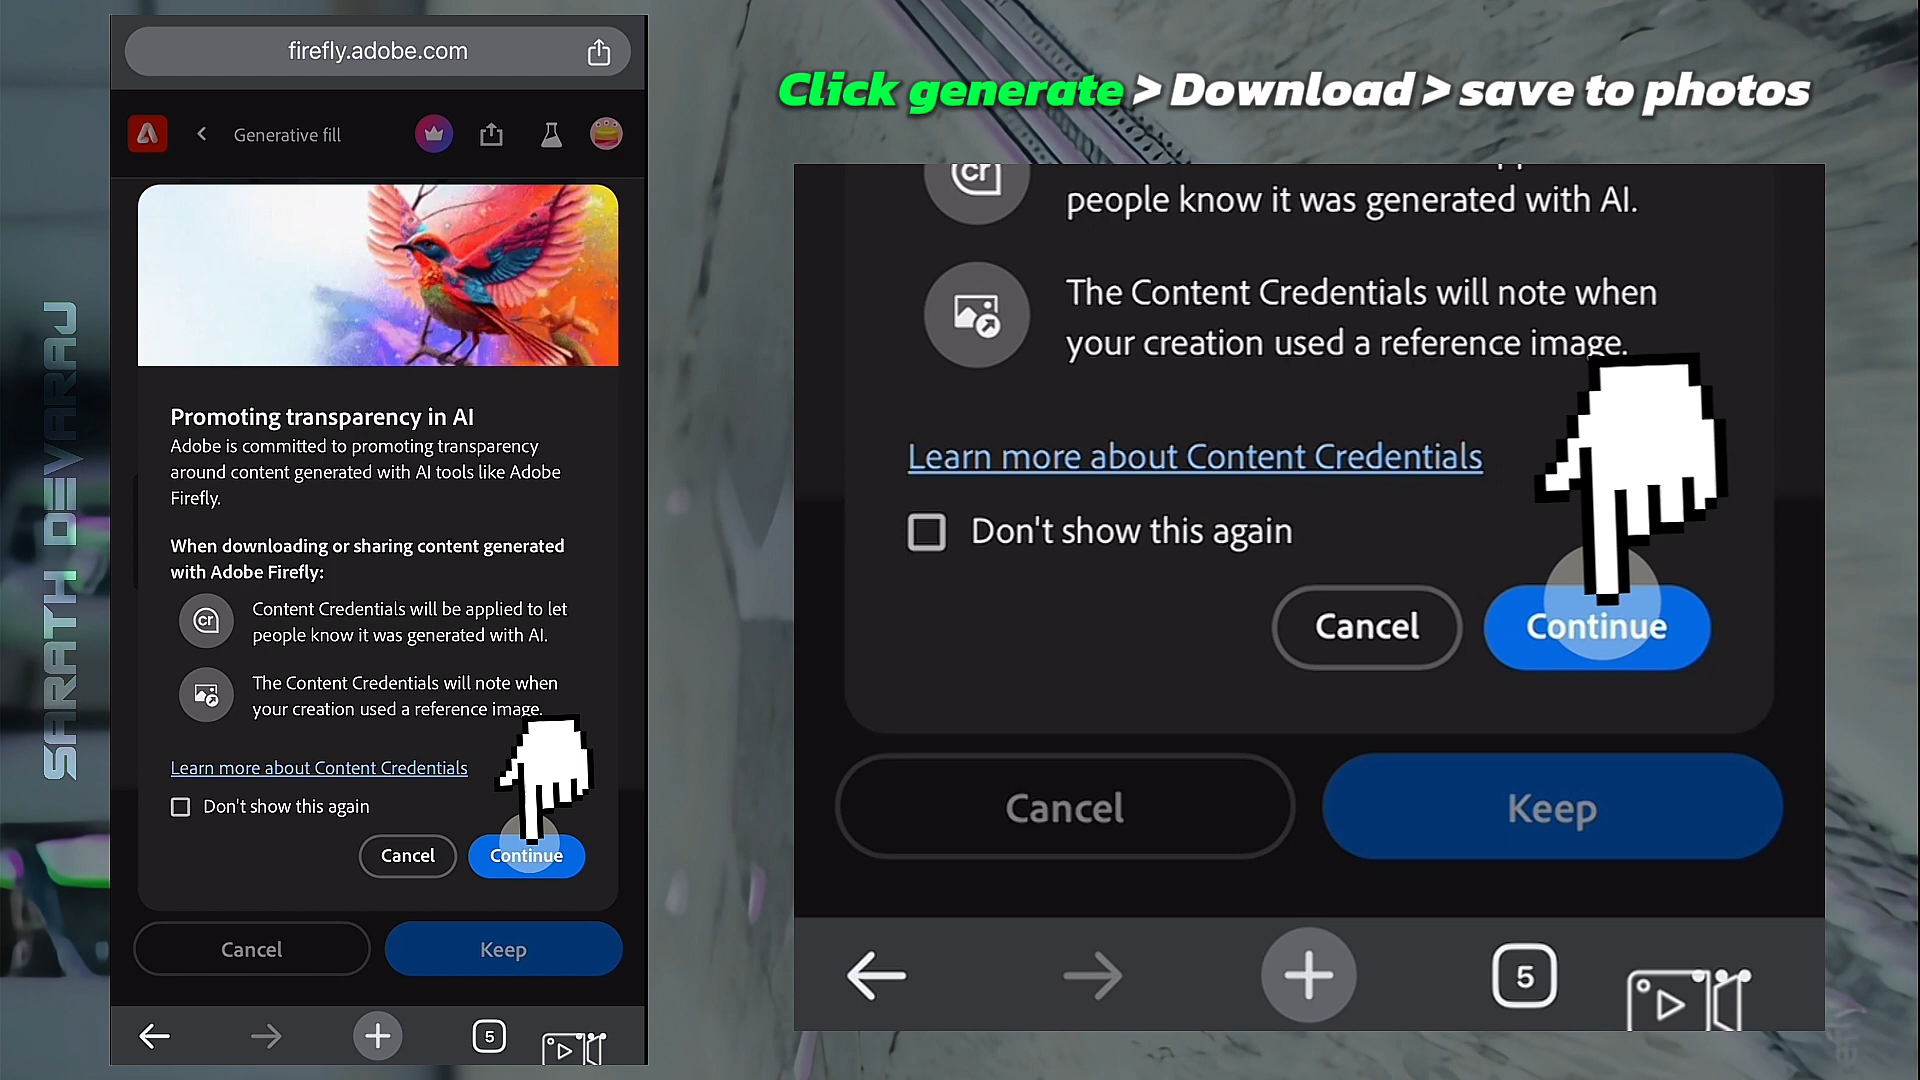 SARATH DEVARAJ
firefly.adobe.com
Generative fill
Promoting transparency in AI
Adobe is committed to promoting transparency
around content generated with AI tools like Adobe
Firefly.
When downloading or sharing content generated
with Adobe Firefly:
cr
Content Credentials will be applied to let
people know it was generated with AI.
The Content Credentials will note when
your creation used a reference image.
Learn more about Content Credentials
Don't show this again
Cancel
Continue
Cancel
Keep
5
Click generate > Download > save to photos
cr
people know it was generated with AI.
The Content Credentials will note when
your creation used a reference image.
Learn more about Content Credentials
Don't show this again
Cancel
Continue
Cancel
Keep
5